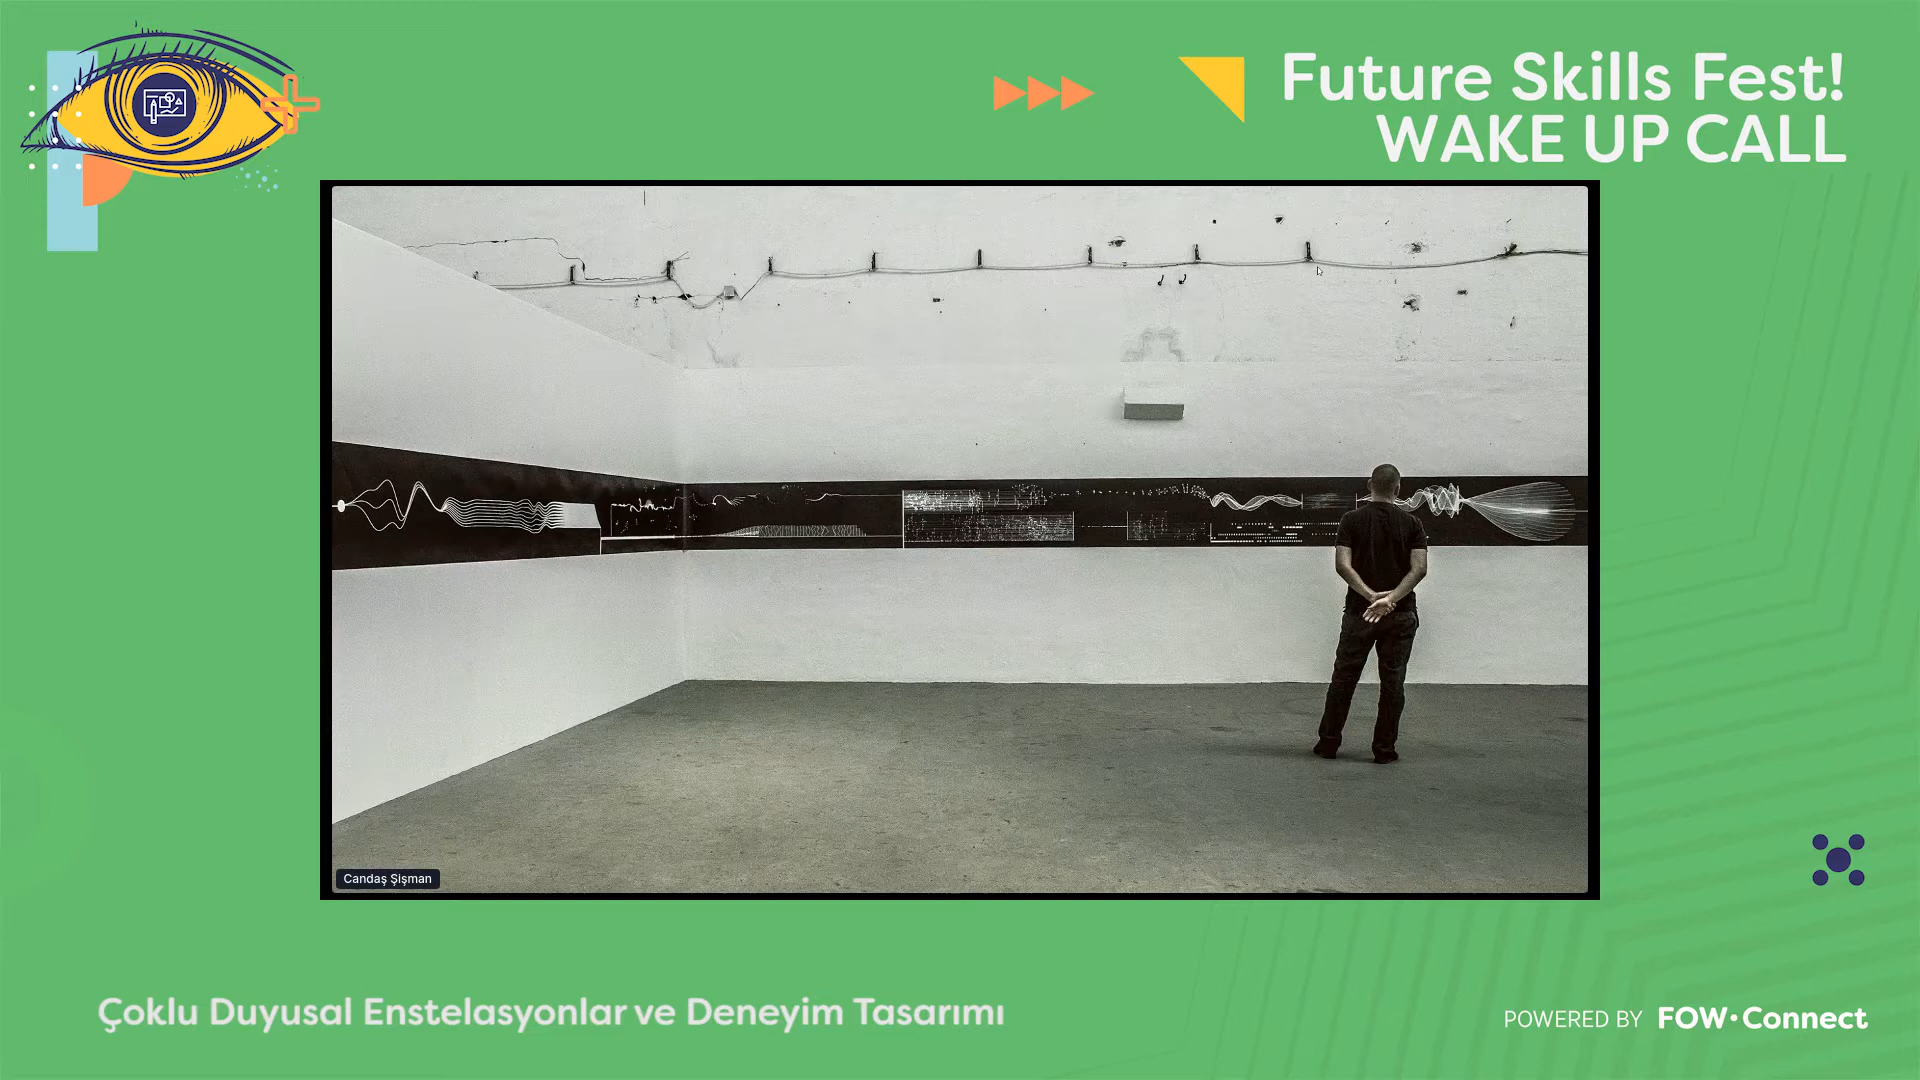 Future Skills Fest!
WAKE UP CALL
Candaş Şişman
Çoklu Duyusal Enstelasyonlar ve Deneyim Tasarımı
POWERED BY FOW·Connect